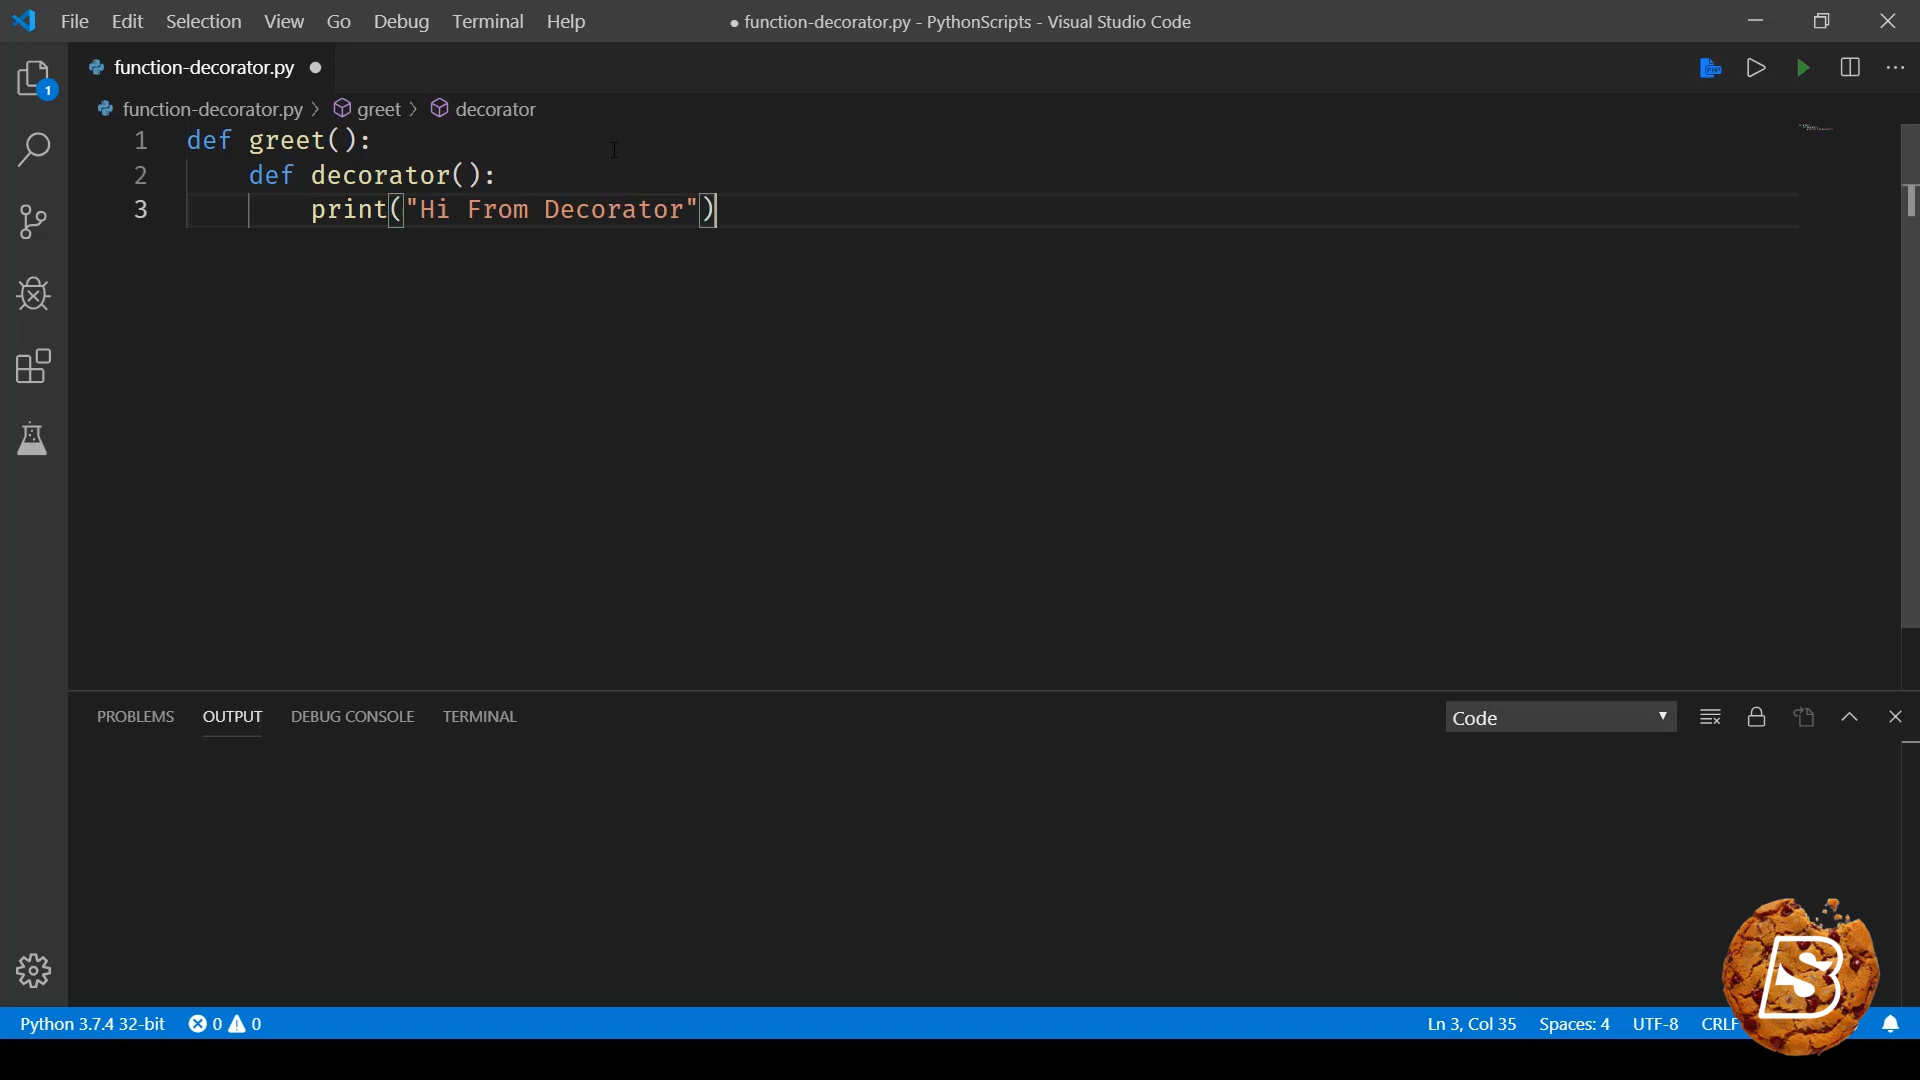 File Edit Selection View Go Debug Terminal Help ● function-decorator.py - PythonScripts - Visual Studio Code
function-decorator.py ●
function-decorator.py > greet > decorator
1 def greet():
2 def decorator():
3 print("Hi From Decorator")
1
PROBLEMS OUTPUT DEBUG CONSOLE TERMINAL Code
Python 3.7.4 32-bit 0 0 Ln 3, Col 35 Spaces: 4 UTF-8 CRLF